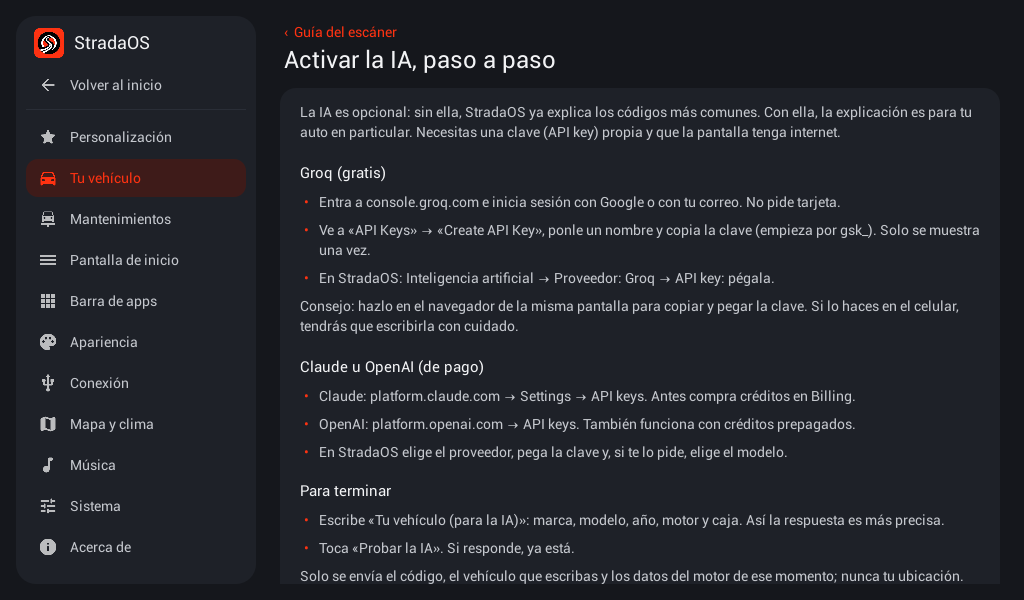 StradaOS
Volver al inicio
Personalización
Tu vehículo
Mantenimientos
Pantalla de inicio
Barra de apps
Apariencia
Conexión
Mapa y clima
Música
Sistema
Acerca de
‹ Guía del escáner
Activar la IA, paso a paso
La IA es opcional: sin ella, StradaOS ya explica los códigos más comunes. Con ella, la explicación es para tu
auto en particular. Necesitas una clave (API key) propia y que la pantalla tenga internet.
Groq (gratis)
• Entra a console.groq.com e inicia sesión con Google o con tu correo. No pide tarjeta.
• Ve a «API Keys» → «Create API Key», ponle un nombre y copia la clave (empieza por gsk_). Solo se muestra
una vez.
• En StradaOS: Inteligencia artificial → Proveedor: Groq → API key: pégala.
Consejo: hazlo en el navegador de la misma pantalla para copiar y pegar la clave. Si lo haces en el celular,
tendrás que escribirla con cuidado.
Claude u OpenAI (de pago)
• Claude: platform.claude.com → Settings → API keys. Antes compra créditos en Billing.
• OpenAI: platform.openai.com → API keys. También funciona con créditos prepagados.
• En StradaOS elige el proveedor, pega la clave y, si te lo pide, elige el modelo.
Para terminar
• Escribe «Tu vehículo (para la IA)»: marca, modelo, año, motor y caja. Así la respuesta es más precisa.
• Toca «Probar la IA». Si responde, ya está.
Solo se envía el código, el vehículo que escribas y los datos del motor de ese momento; nunca tu ubicación.